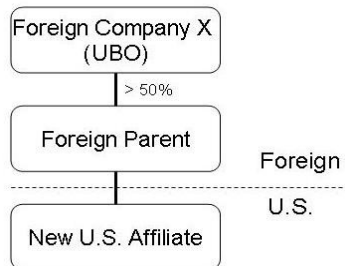 Foreign Company X
(UBO)
> 50%
Foreign Parent
Foreign
U.S.
New U.S. Affiliate